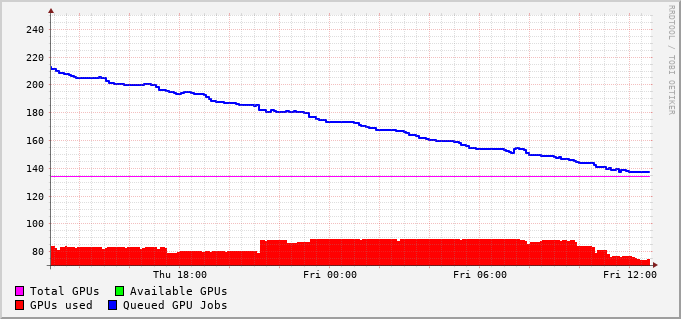 240
220
200
180
160
140
120
100
80
Thu 18:00 Fri 00:00 Fri 06:00 Fri 12:00
Total GPUs Available GPUs
GPUs used Queued GPU Jobs
RRDTOOL / TOBI OETIKER